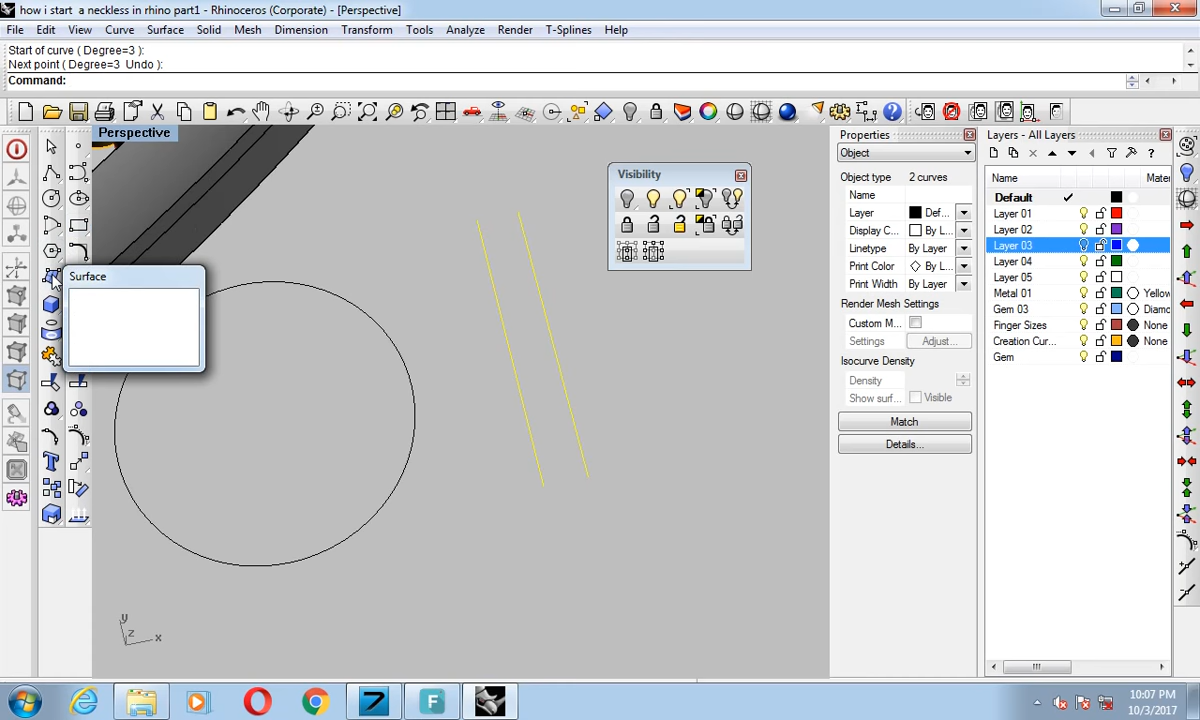 how i start a neckless in rhino part1 - Rhinoceros (Corporate) - [Perspective]
File Edit View Curve Surface Solid Mesh Dimension Transform Tools Analyze Render T-Splines Help
Start of curve ( Degree=3 ):
Next point ( Degree=3 Undo ):
Command:
Perspective
Surface
Visibility
Properties
Object
Object type 2 curves
Name
Layer Def...
Display C... By L...
Linetype By Layer
Print Color By L...
Print Width By Layer
Render Mesh Settings
Custom M...
Settings Adjust...
Isocurve Density
Density
Show surf... Visible
Match
Details...
Layers - All Layers
Name Mater
Default
Layer 01
Layer 02
Layer 03
Layer 04
Layer 05
Metal 01 Yellow
Gem 03 Diamo
Finger Sizes None
Creation Cur... None
Gem
y
z x
10:07 PM
10/3/2017